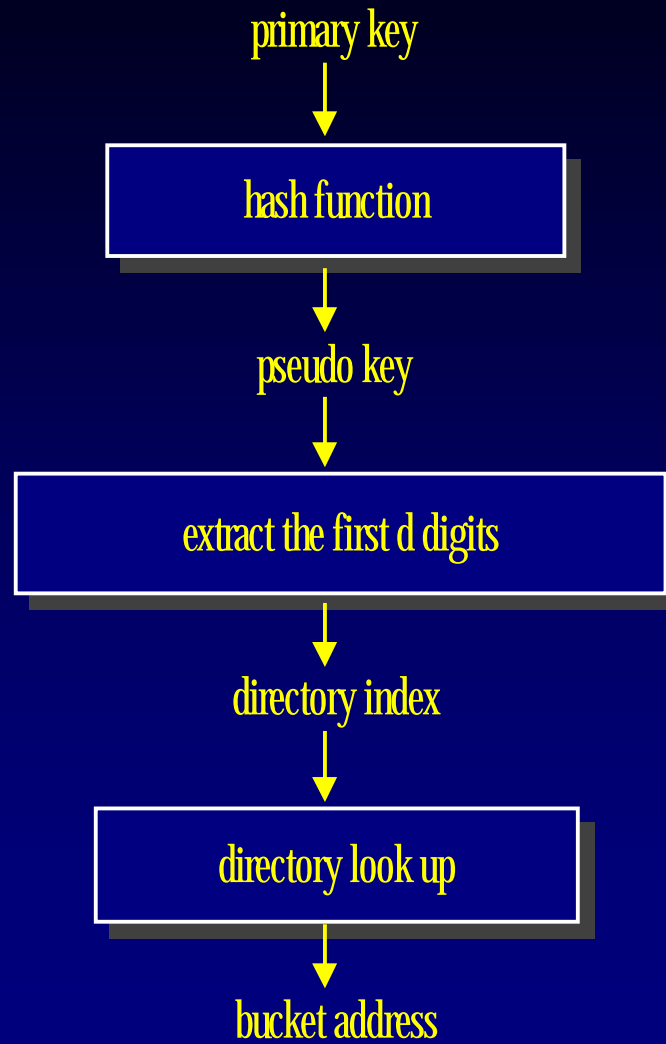 primary key
hash function
pseudo key
extract the first d digits
directory index
directory look up
bucket address